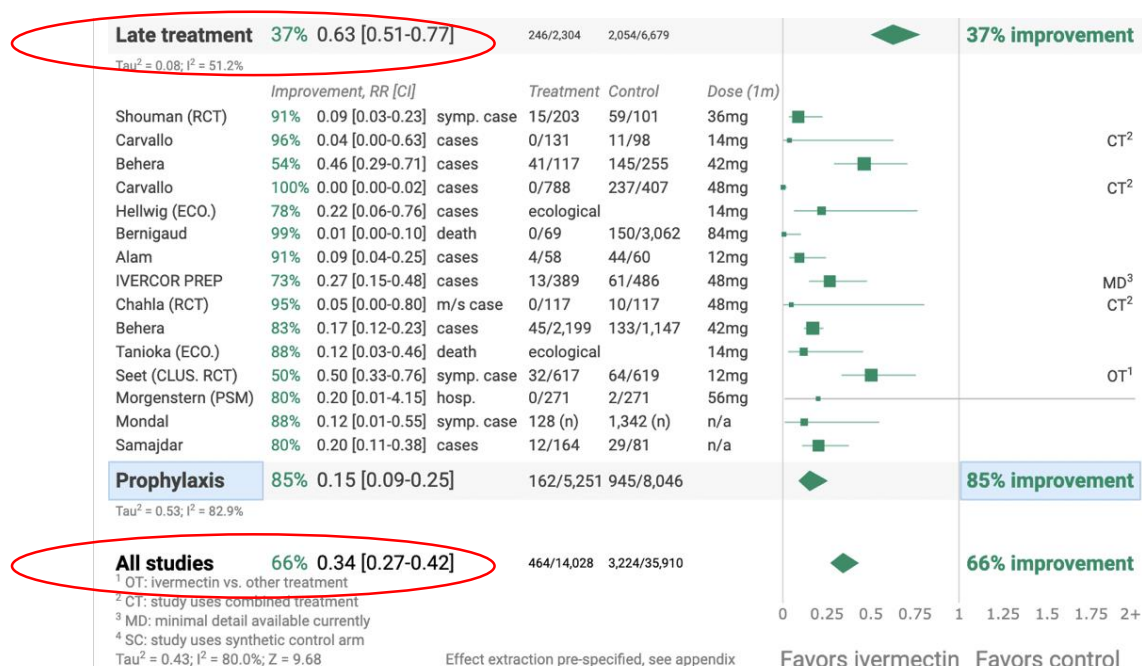 Late treatment 37% 0.63 [0.51-0.77] 246/2,304 2,054/6,679 37% improvement
Tau² = 0.08; I² = 51.2%
Improvement, RR [CI] Treatment Control Dose (1m)
Shouman (RCT) 91% 0.09 [0.03-0.23] symp. case 15/203 59/101 36mg
Carvallo 96% 0.04 [0.00-0.63] cases 0/131 11/98 14mg CT²
Behera 54% 0.46 [0.29-0.71] cases 41/117 145/255 42mg
Carvallo 100% 0.00 [0.00-0.02] cases 0/788 237/407 48mg CT²
Hellwig (ECO.) 78% 0.22 [0.06-0.76] cases ecological 14mg
Bernigaud 99% 0.01 [0.00-0.10] death 0/69 150/3,062 84mg
Alam 91% 0.09 [0.04-0.25] cases 4/58 44/60 12mg
IVERCOR PREP 73% 0.27 [0.15-0.48] cases 13/389 61/486 48mg MD³
Chahla (RCT) 95% 0.05 [0.00-0.80] m/s case 0/117 10/117 48mg CT²
Behera 83% 0.17 [0.12-0.23] cases 45/2,199 133/1,147 42mg
Tanioka (ECO.) 88% 0.12 [0.03-0.46] death ecological 14mg
Seet (CLUS. RCT) 50% 0.50 [0.33-0.76] symp. case 32/617 64/619 12mg OT¹
Morgenstern (PSM) 80% 0.20 [0.01-4.15] hosp. 0/271 2/271 56mg
Mondal 88% 0.12 [0.01-0.55] symp. case 128 (n) 1,342 (n) n/a
Samajdar 80% 0.20 [0.11-0.38] cases 12/164 29/81 n/a
Prophylaxis 85% 0.15 [0.09-0.25] 162/5,251 945/8,046 85% improvement
Tau² = 0.53; I² = 82.9%
All studies 66% 0.34 [0.27-0.42] 464/14,028 3,224/35,910 66% improvement
¹ OT: ivermectin vs. other treatment
² CT: study uses combined treatment
³ MD: minimal detail available currently
⁴ SC: study uses synthetic control arm
0 0.25 0.5 0.75 1 1.25 1.5 1.75 2+
Tau² = 0.43; I² = 80.0%; Z = 9.68 Effect extraction pre-specified, see appendix Favors ivermectin Favors control